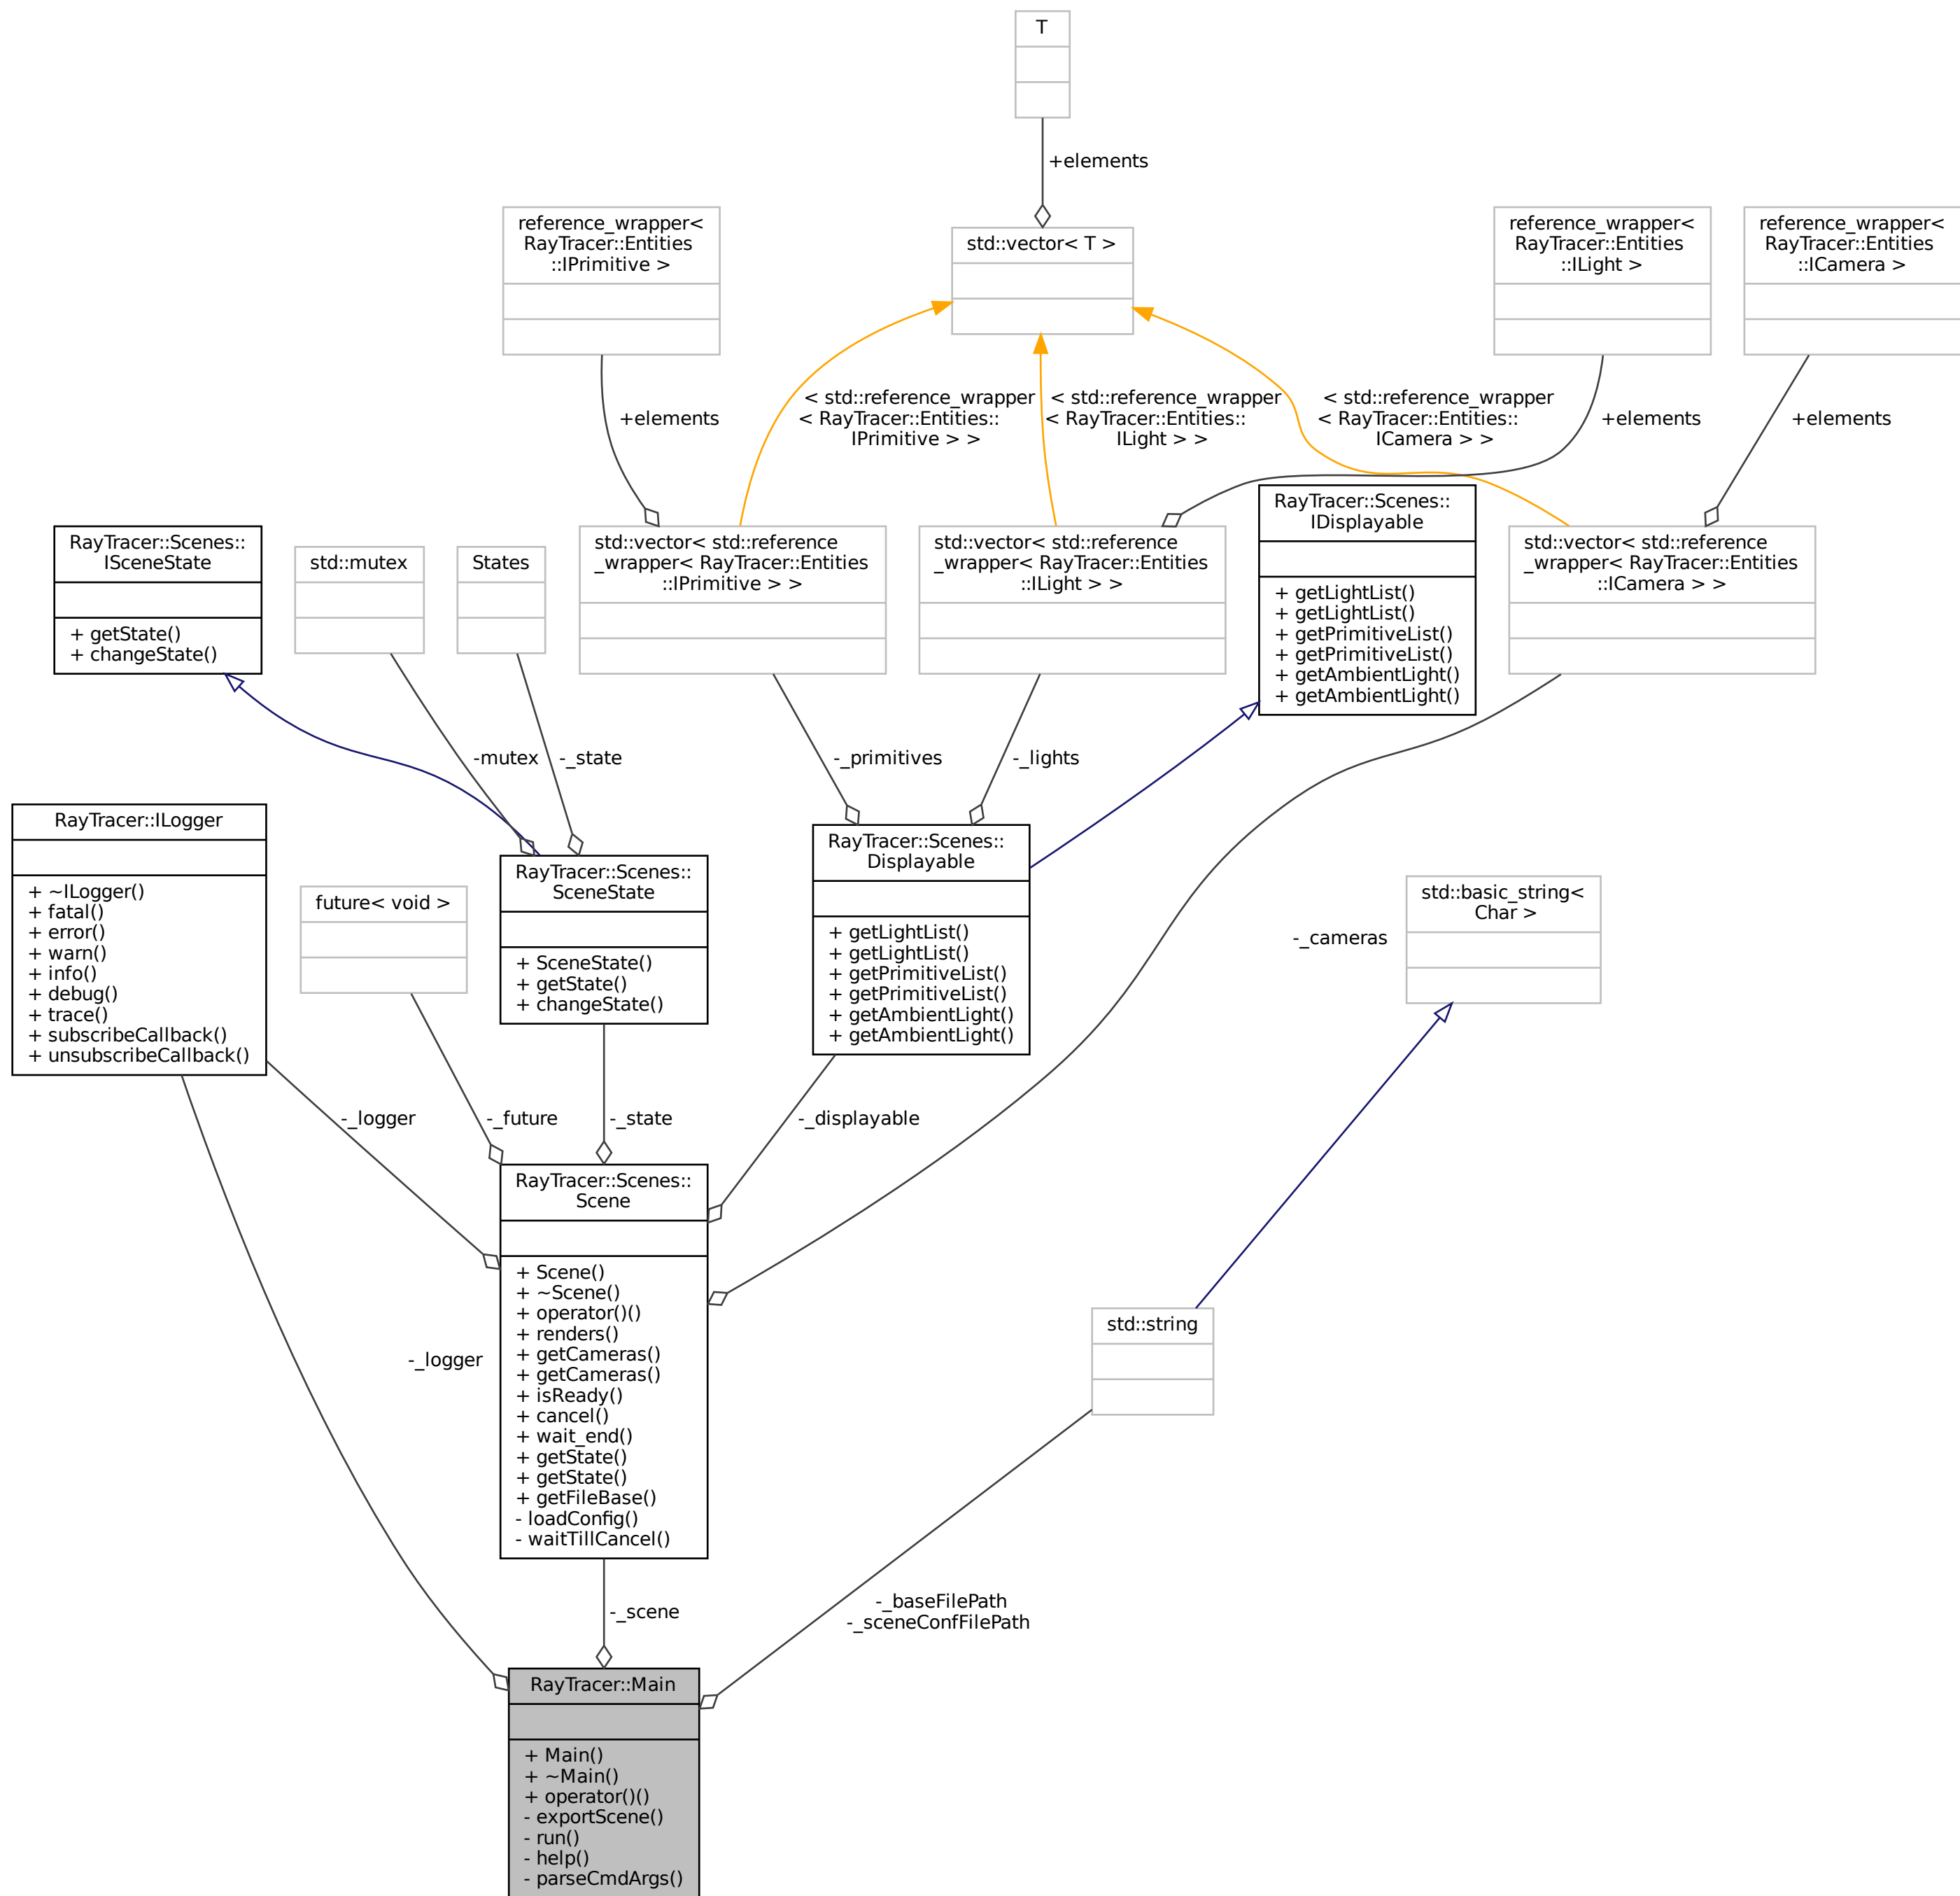 T
+elements
reference_wrapper<
RayTracer::Entities
::IPrimitive >
std::vector< T >
reference_wrapper<
RayTracer::Entities
::ILight >
reference_wrapper<
RayTracer::Entities
::ICamera >
+elements
< std::reference_wrapper
< RayTracer::Entities::
IPrimitive > >
< std::reference_wrapper
< RayTracer::Entities::
ILight > >
< std::reference_wrapper
< RayTracer::Entities::
ICamera > >
+elements
+elements
RayTracer::Scenes::
ISceneState
+ getState()
+ changeState()
std::mutex
States
std::vector< std::reference
_wrapper< RayTracer::Entities
::IPrimitive > >
std::vector< std::reference
_wrapper< RayTracer::Entities
::ILight > >
RayTracer::Scenes::
IDisplayable
+ getLightList()
+ getLightList()
+ getPrimitiveList()
+ getPrimitiveList()
+ getAmbientLight()
+ getAmbientLight()
std::vector< std::reference
_wrapper< RayTracer::Entities
::ICamera > >
-mutex
-_state
-_primitives
-_lights
RayTracer::ILogger
+ ~ILogger()
+ fatal()
+ error()
+ warn()
+ info()
+ debug()
+ trace()
+ subscribeCallback()
+ unsubscribeCallback()
future< void >
RayTracer::Scenes::
SceneState
+ SceneState()
+ getState()
+ changeState()
RayTracer::Scenes::
Displayable
+ getLightList()
+ getLightList()
+ getPrimitiveList()
+ getPrimitiveList()
+ getAmbientLight()
+ getAmbientLight()
-_cameras
std::basic_string<
Char >
-_logger
-_future
-_state
-_displayable
RayTracer::Scenes::
Scene
+ Scene()
+ ~Scene()
+ operator()()
+ renders()
+ getCameras()
+ getCameras()
+ isReady()
+ cancel()
+ wait_end()
+ getState()
+ getState()
+ getFileBase()
- loadConfig()
- waitTillCancel()
-_logger
std::string
-_scene
-_baseFilePath
-_sceneConfFilePath
RayTracer::Main
+ Main()
+ ~Main()
+ operator()()
- exportScene()
- run()
- help()
- parseCmdArgs()